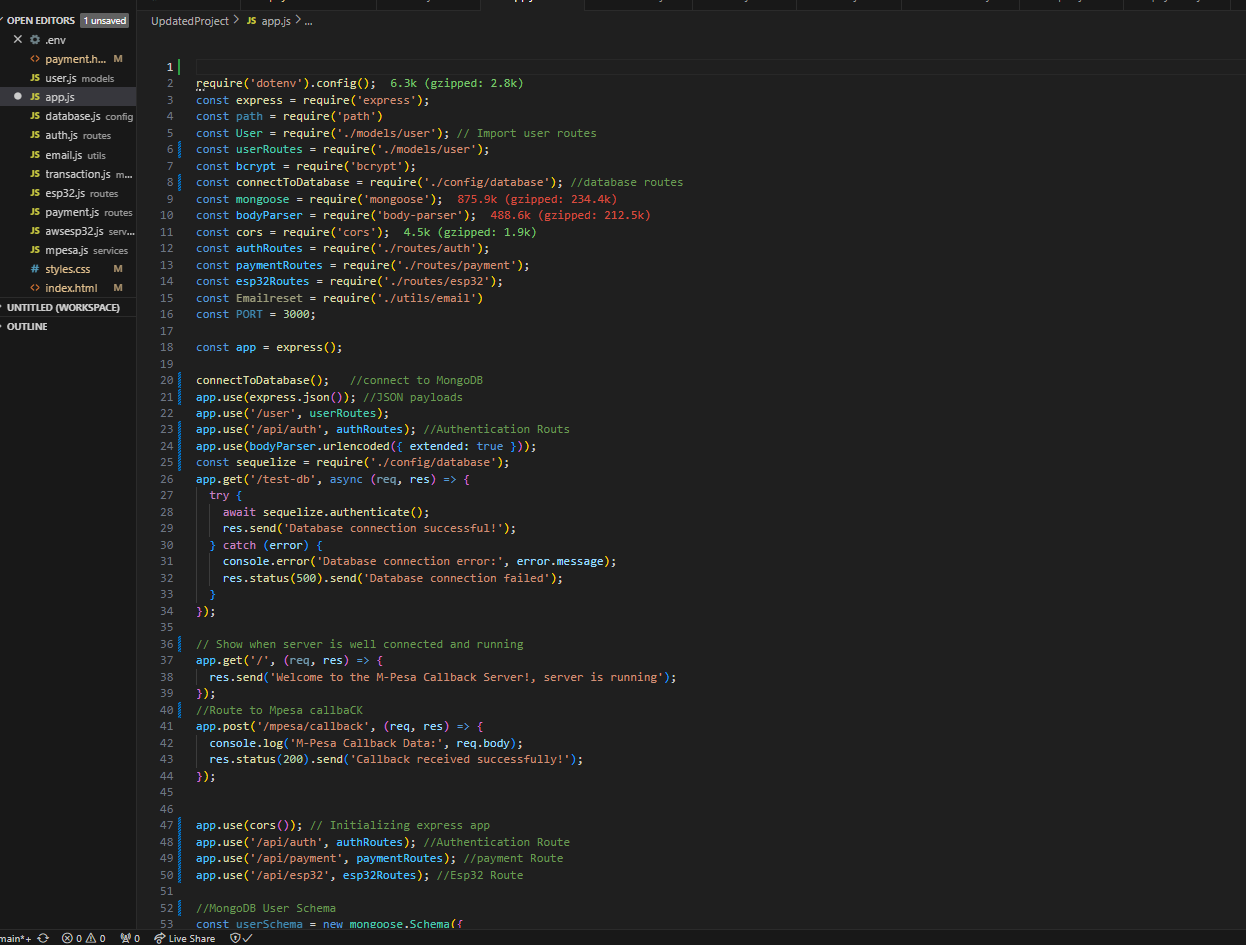 OPEN EDITORS 1 unsaved
.env
<> payment.h... M
JS user.js models
JS app.js
JS database.js config
JS auth.js routes
JS email.js utils
JS transaction.js m...
JS esp32.js routes
JS payment.js routes
JS awsesp32.js serv...
JS mpesa.js services
# styles.css M
<> index.html M
UNTITLED (WORKSPACE)
OUTLINE
UpdatedProject > JS app.js > ...
1
2 require('dotenv').config(); 6.3k (gzipped: 2.8k)
3 const express = require('express');
4 const path = require('path')
5 const User = require('./models/user'); // Import user routes
6 const userRoutes = require('./models/user');
7 const bcrypt = require('bcrypt');
8 const connectToDatabase = require('./config/database'); //database routes
9 const mongoose = require('mongoose'); 875.9k (gzipped: 234.4k)
10 const bodyParser = require('body-parser'); 488.6k (gzipped: 212.5k)
11 const cors = require('cors'); 4.5k (gzipped: 1.9k)
12 const authRoutes = require('./routes/auth');
13 const paymentRoutes = require('./routes/payment');
14 const esp32Routes = require('./routes/esp32');
15 const Emailreset = require('./utils/email')
16 const PORT = 3000;
17
18 const app = express();
19
20 connectToDatabase(); //connect to MongoDB
21 app.use(express.json()); //JSON payloads
22 app.use('/user', userRoutes);
23 app.use('/api/auth', authRoutes); //Authentication Routs
24 app.use(bodyParser.urlencoded({ extended: true }));
25 const sequelize = require('./config/database');
26 app.get('/test-db', async (req, res) => {
27 try {
28 await sequelize.authenticate();
29 res.send('Database connection successful!');
30 } catch (error) {
31 console.error('Database connection error:', error.message);
32 res.status(500).send('Database connection failed');
33 }
34 });
35
36 // Show when server is well connected and running
37 app.get('/', (req, res) => {
38 res.send('Welcome to the M-Pesa Callback Server!, server is running');
39 });
40 //Route to Mpesa callbaCK
41 app.post('/mpesa/callback', (req, res) => {
42 console.log('M-Pesa Callback Data:', req.body);
43 res.status(200).send('Callback received successfully!');
44 });
45
46
47 app.use(cors()); // Initializing express app
48 app.use('/api/auth', authRoutes); //Authentication Route
49 app.use('/api/payment', paymentRoutes); //payment Route
50 app.use('/api/esp32', esp32Routes); //Esp32 Route
51
52 //MongoDB User Schema
53 const userSchema = new mongoose.Schema({
main*+ 0 0 0 Live Share